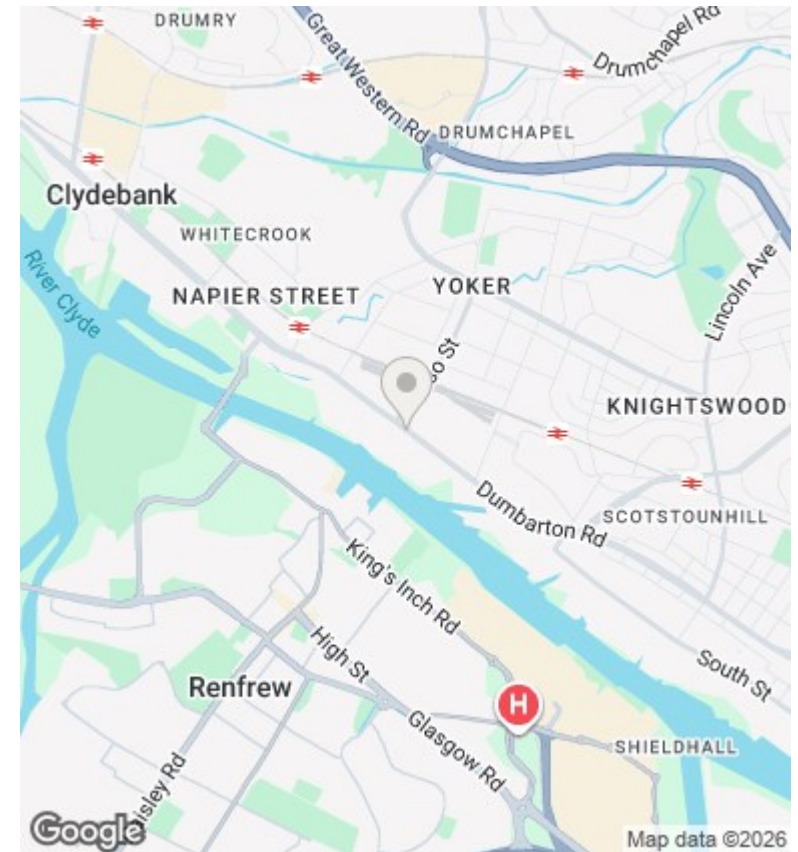 DRUMRY
Great Western Rd
Drumchapel Rd
DRUMCHAPEL
Clydebank
WHITECROOK
River Clyde
NAPIER STREET
YOKER
Lincoln Ave
KNIGHTSWOOD
Dumbarton Rd
SCOTSTOUNHILL
King's Inch Rd
High St
South St
Renfrew
H
Glasgow Rd
SHIELDHALL
Google
Map data ©2026